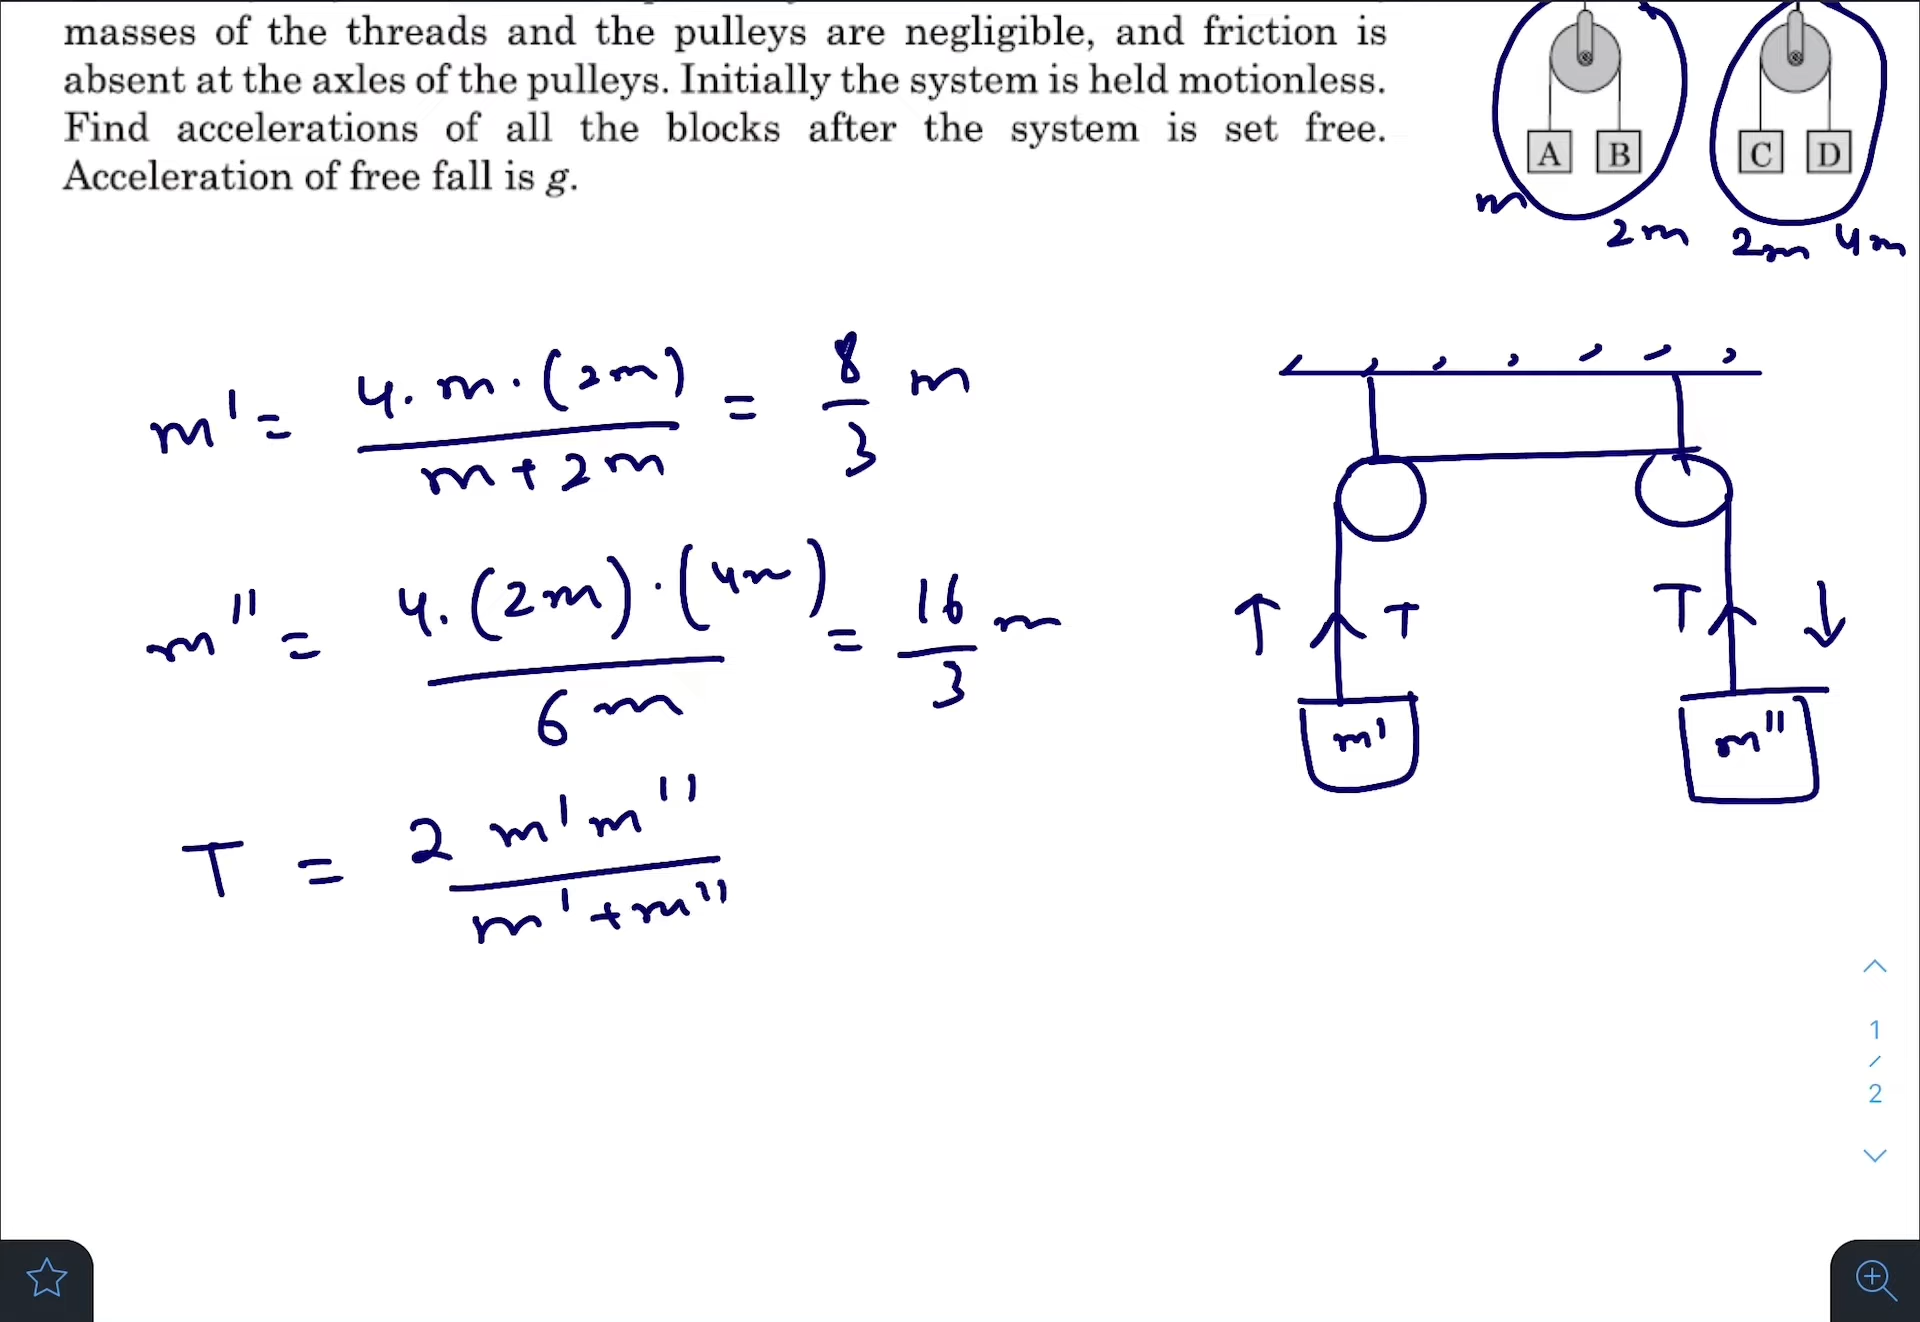 masses of the threads and the pulleys are negligible, and friction is
absent at the axles of the pulleys. Initially the system is held motionless.
Find accelerations of all the blocks after the system is set free.
Acceleration of free fall is g.
A B C D
m 2m 2m 4m
m' = 4.m.(2m) / m+2m = 8/3 m
m'' = 4.(2m).(4m) / 6m = 16/3 m
T = 2 m'm'' / m'+m''
↑ T T ↓
m' m''
1
/
2